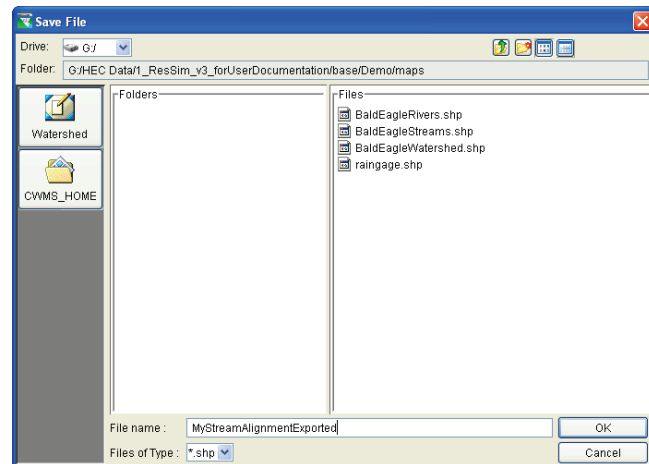 Save File
Drive: G:/
Folder: G:/HEC Data/1_ResSim_v3_forUserDocumentation/base/Demo/maps
Watershed
CWMS_HOME
Folders
Files
BaldEagleRivers.shp
BaldEagleStreams.shp
BaldEagleWatershed.shp
raingage.shp
File name : MyStreamAlignmentExported
OK
Files of Type : *.shp
Cancel